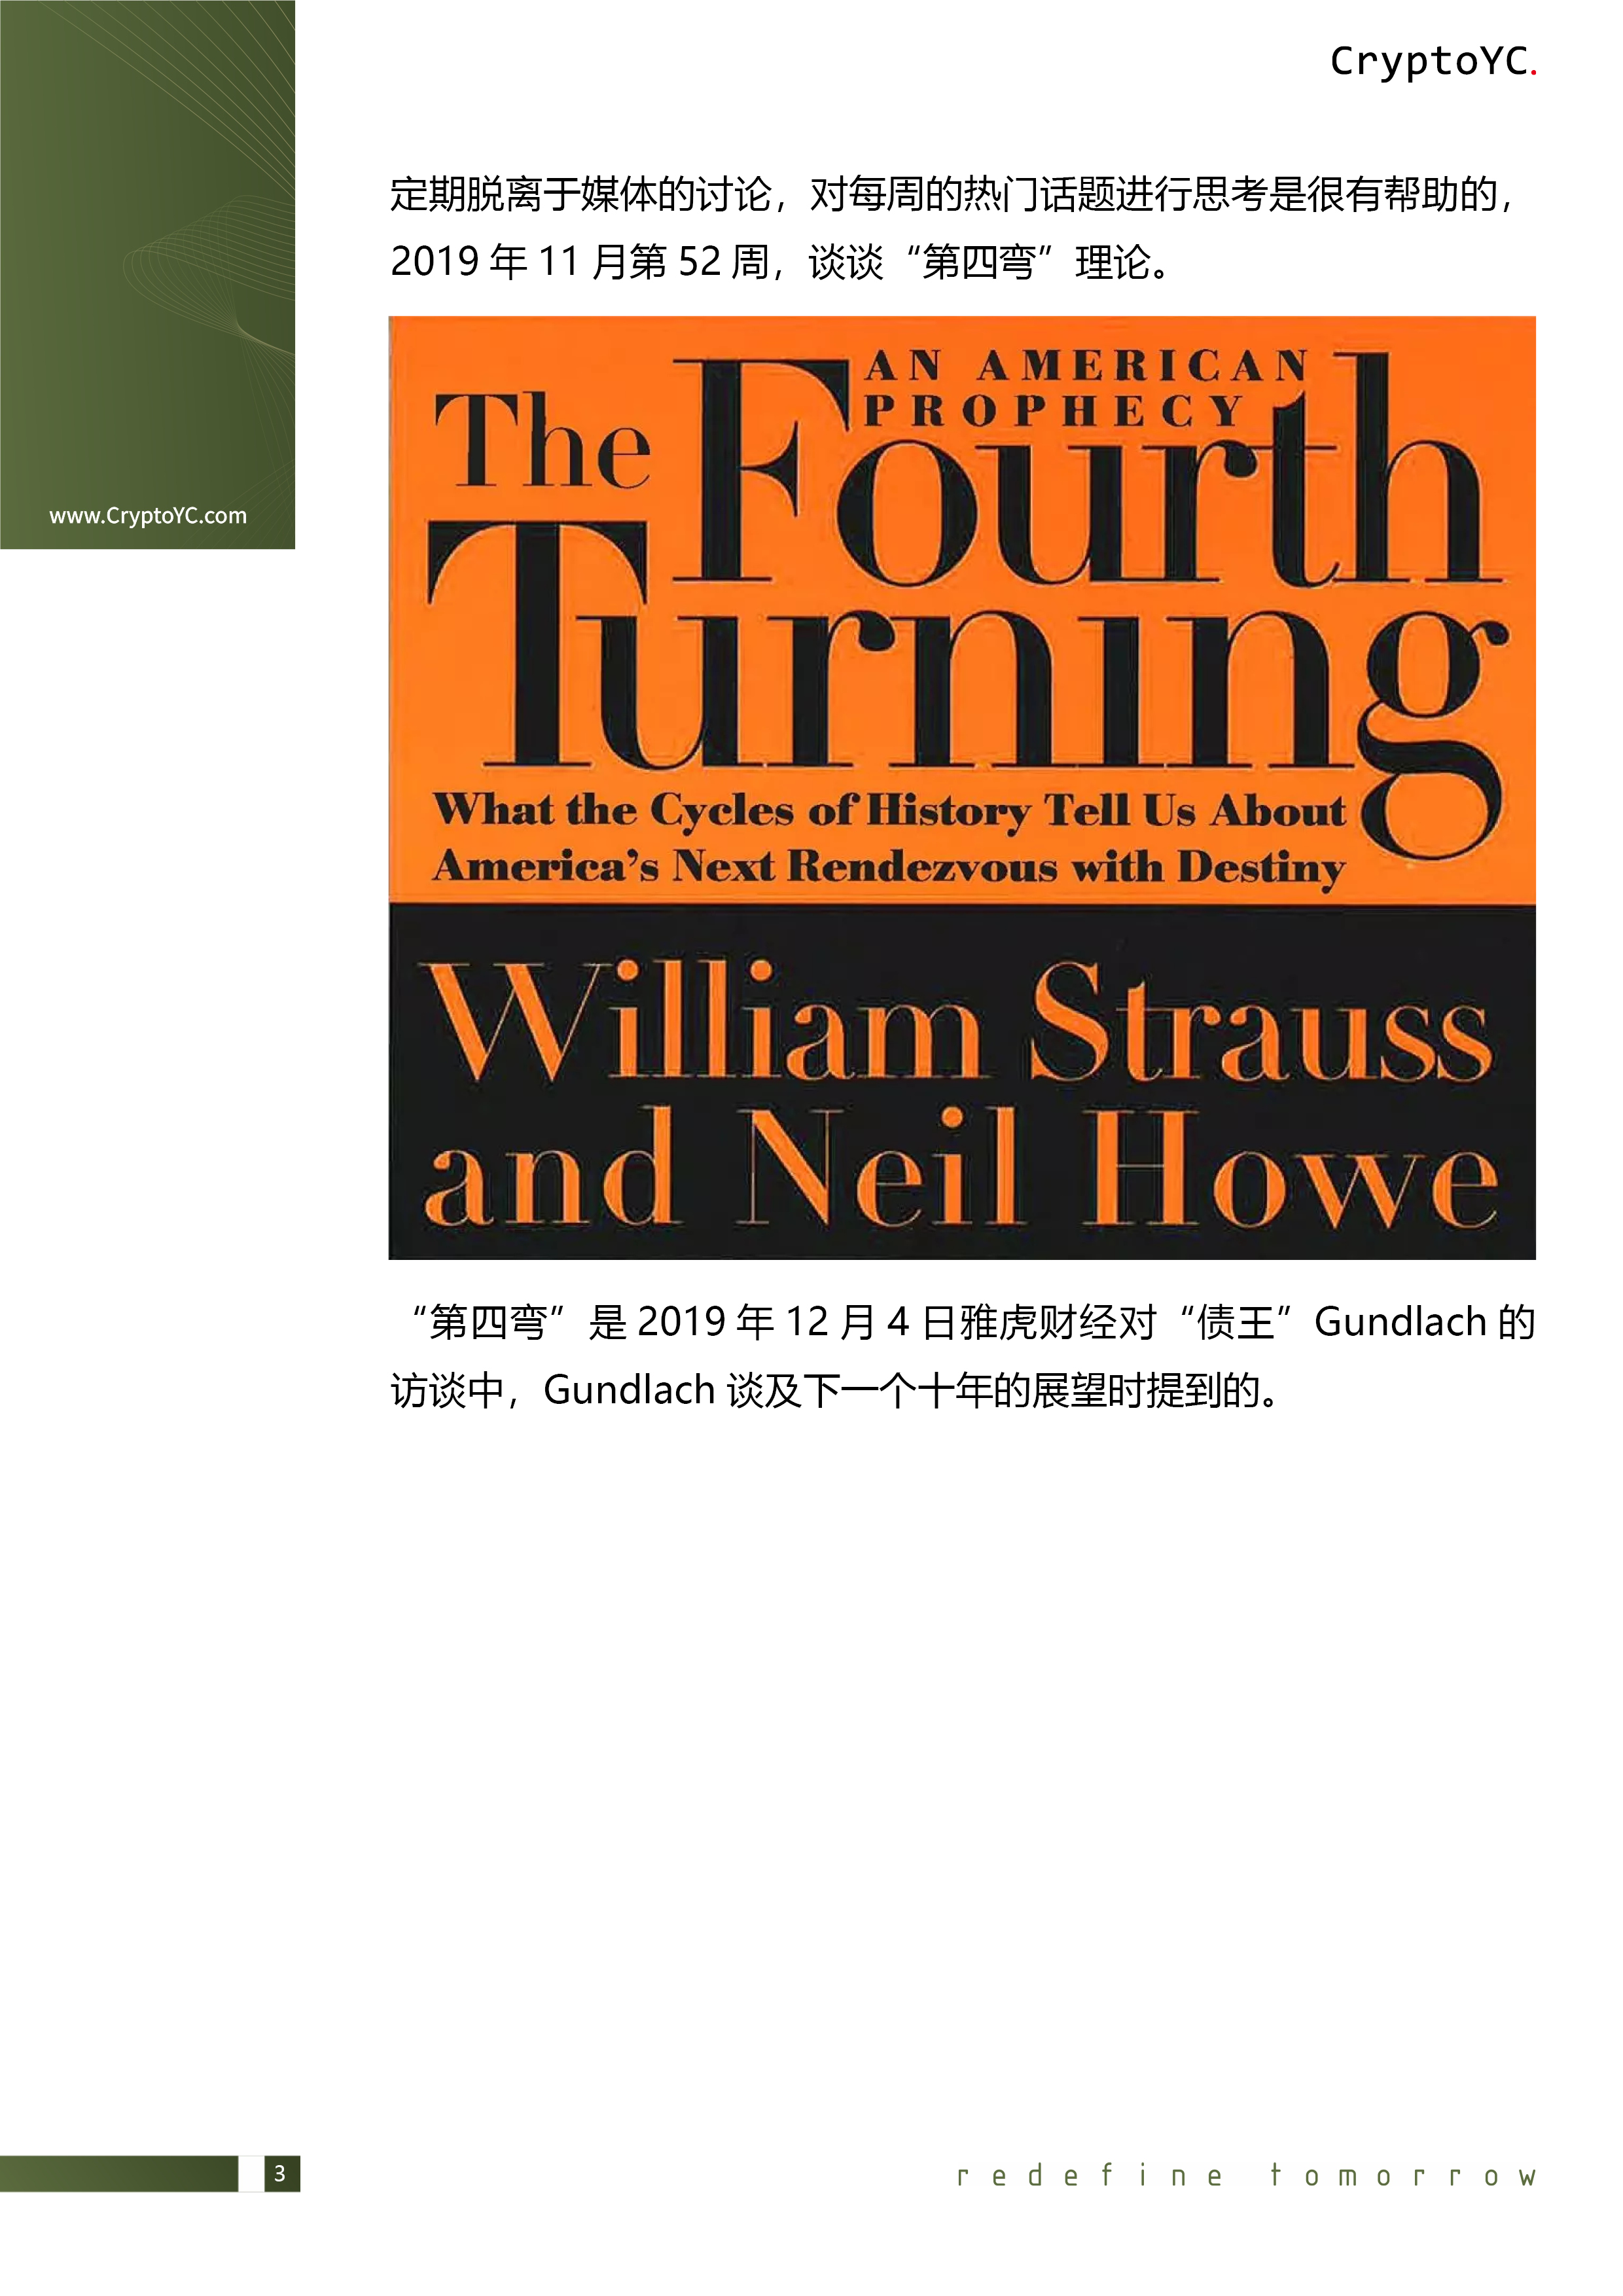 CryptoYC.
www.CryptoYC.com
定期脱离于媒体的讨论，对每周的热门话题进行思考是很有帮助的，
2019 年 11 月第 52 周，谈谈“第四弯”理论。
AN AMERICAN
PROPHECY
The Fourth
Turning
What the Cycles of History Tell Us About
America’s Next Rendezvous with Destiny
William Strauss
and Neil Howe
“第四弯”是 2019 年 12 月 4 日雅虎财经对“债王”Gundlach 的
访谈中，Gundlach 谈及下一个十年的展望时提到的。
3
redefine tomorrow